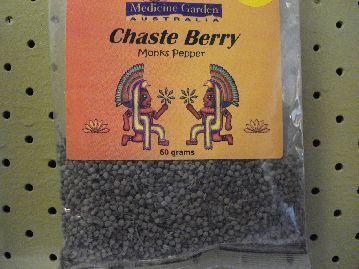 Medicine Garden
AUSTRALIA
Chaste Berry
Monks Pepper
60 grams